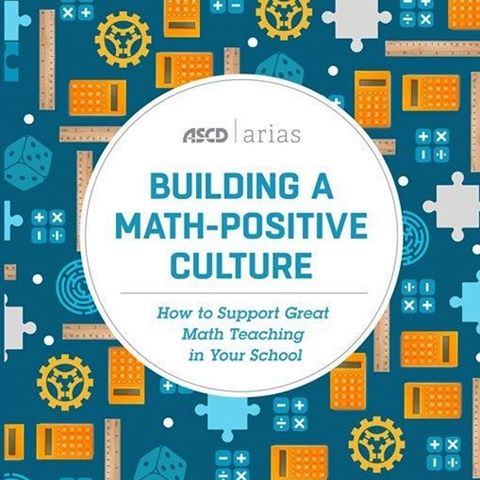 ASCD | arias
BUILDING A
MATH-POSITIVE
CULTURE
How to Support Great
Math Teaching
in Your School